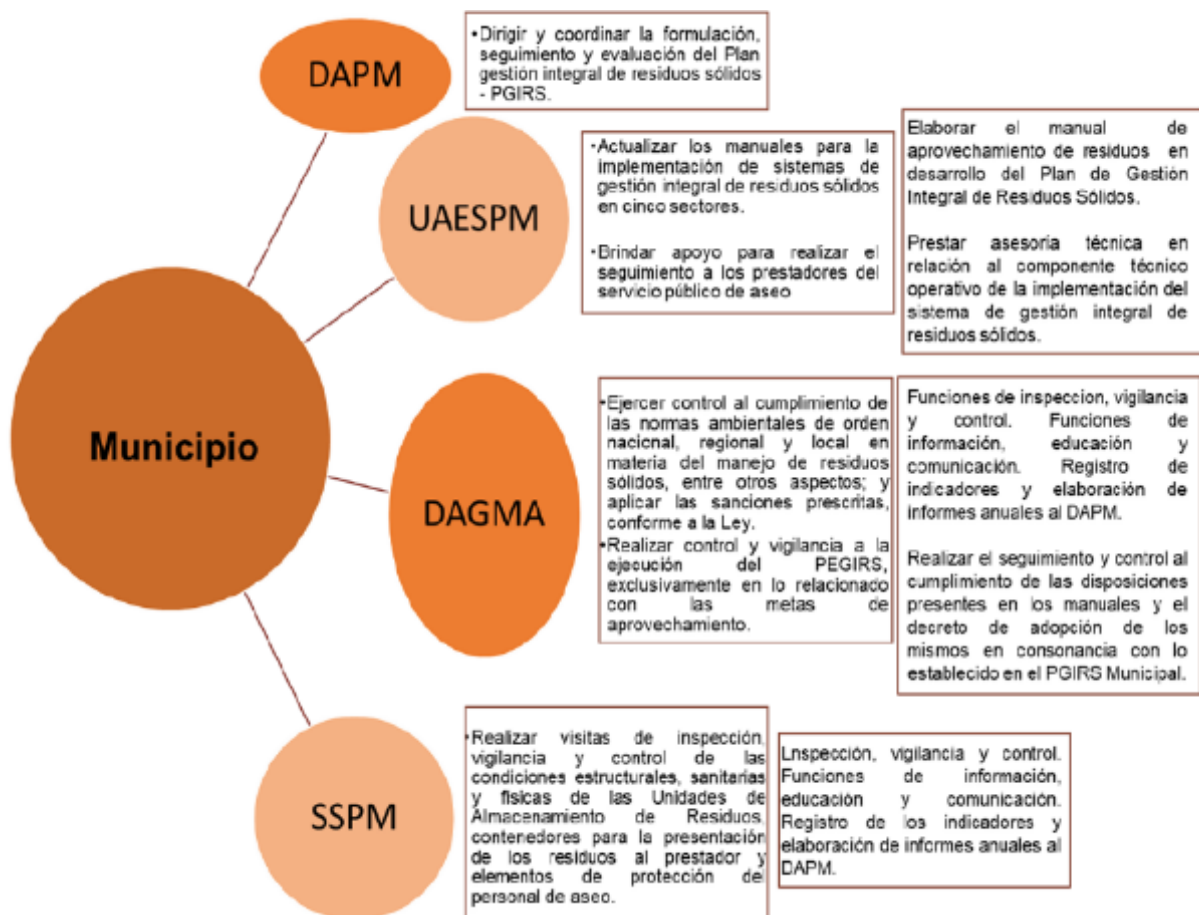 DAPM
•Dirigir y coordinar la formulación,
seguimiento y evaluación del Plan
gestión integral de residuos sólidos
- PGIRS.
UAESPM
•Actualizar los manuales para la
implementación de sistemas de
gestión integral de residuos sólidos
en cinco sectores.
•Brindar apoyo para realizar el
seguimiento a los prestadores del
servicio público de aseo
Elaborar el manual de
aprovechamiento de residuos en
desarrollo del Plan de Gestión
Integral de Residuos Sólidos.
Prestar asesoría técnica en
relación al componente técnico
operativo de la implementación del
sistema de gestión integral de
residuos sólidos.
Municipio
DAGMA
•Ejercer control al cumplimiento de
las normas ambientales de orden
nacional, regional y local en
materia del manejo de residuos
sólidos, entre otros aspectos; y
aplicar las sanciones prescritas,
conforme a la Ley.
•Realizar control y vigilancia a la
ejecución del PEGIRS,
exclusivamente en lo relacionado
con las metas de
aprovechamiento.
Funciones de inspeccion, vigilancia
y control. Funciones de
información, educación y
comunicación. Registro de
indicadores y elaboración de
informes anuales al DAPM.
Realizar el seguimiento y control al
cumplimiento de las disposiciones
presentes en los manuales y el
decreto de adopción de los
mismos en consonancia con lo
establecido en el PGIRS Municipal.
SSPM
•Realizar visitas de inspección,
vigilancia y control de las
condiciones estructurales, sanitarias
y físicas de las Unidades de
Almacenamiento de Residuos,
contenedores para la presentación
de los residuos al prestador y
elementos de protección del
personal de aseo.
Lnspección, vigilancia y control.
Funciones de información,
educación y comunicación.
Registro de los indicadores y
elaboración de informes anuales al
DAPM.